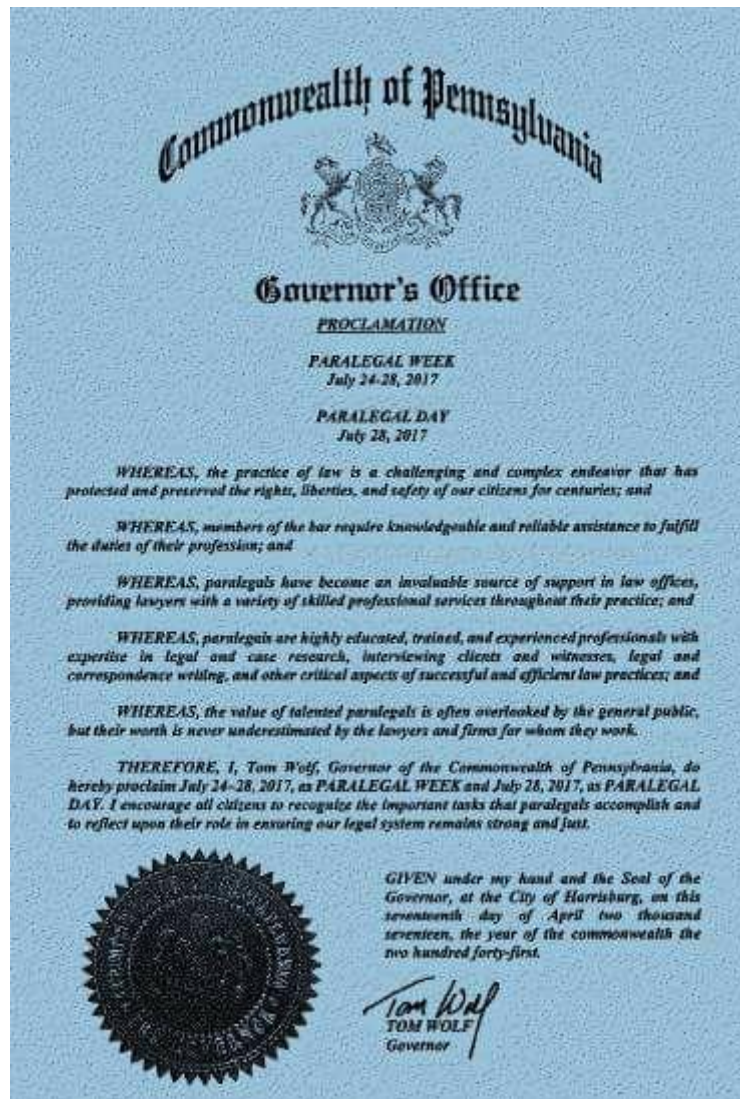 Commonwealth of Pennsylvania
Governor's Office
PROCLAMATION
PARALEGAL WEEK
July 24-28, 2017
PARALEGAL DAY
July 28, 2017
WHEREAS, the practice of law is a challenging and complex endeavor that has
protected and preserved the rights, liberties, and safety of our citizens for centuries; and
WHEREAS, members of the bar require knowledgeable and reliable assistance to fulfill
the duties of their profession; and
WHEREAS, paralegals have become an invaluable source of support in law offices,
providing lawyers with a variety of skilled professional services throughout their practice; and
WHEREAS, paralegals are highly educated, trained, and experienced professionals with
expertise in legal and case research, interviewing clients and witnesses, legal and
correspondence writing, and other critical aspects of successful and efficient law practices; and
WHEREAS, the value of talented paralegals is often overlooked by the general public,
but their worth is never underestimated by the lawyers and firms for whom they work.
THEREFORE, I, Tom Wolf, Governor of the Commonwealth of Pennsylvania, do
hereby proclaim July 24-28, 2017, as PARALEGAL WEEK and July 28, 2017, as PARALEGAL
DAY. I encourage all citizens to recognize the important tasks that paralegals accomplish and
to reflect upon their role in ensuring our legal system remains strong and just.
GIVEN under my hand and the Seal of the
Governor, at the City of Harrisburg, on this
seventeenth day of April two thousand
seventeen, the year of the commonwealth the
two hundred forty-first.
Tom Wolf
TOM WOLF
Governor